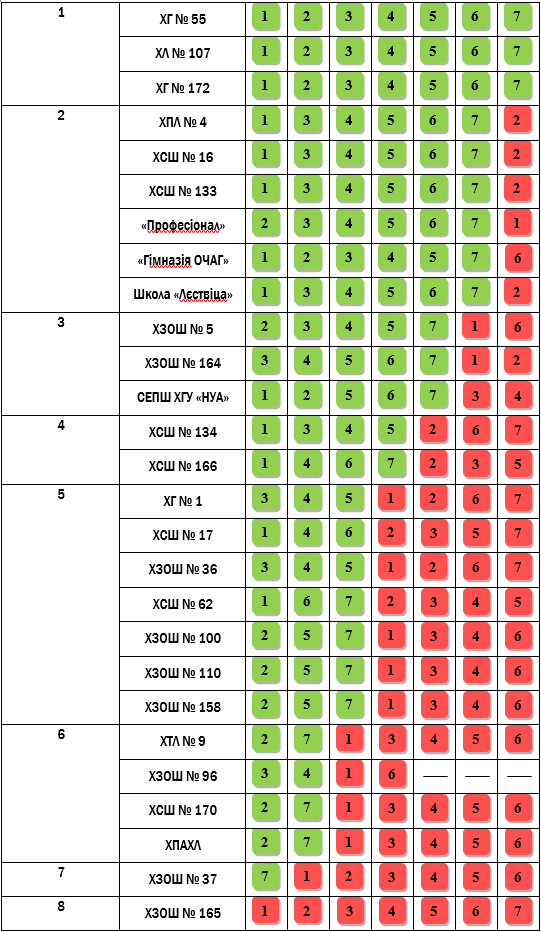 1 ХГ № 55 1 2 3 4 5 6 7
ХЛ № 107 1 2 3 4 5 6 7
ХГ № 172 1 2 3 4 5 6 7
2 ХПЛ № 4 1 3 4 5 6 7 2
ХСШ № 16 1 3 4 5 6 7 2
ХСШ № 133 1 3 4 5 6 7 2
«Професіонал» 2 3 4 5 6 7 1
«Гімназія ОЧАГ» 1 2 3 4 5 7 6
Школа «Лєствіца» 1 3 4 5 6 7 2
3 ХЗОШ № 5 2 3 4 5 7 1 6
ХЗОШ № 164 3 4 5 6 7 1 2
СЕПШ ХГУ «НУА» 1 2 5 6 7 3 4
4 ХСШ № 134 1 3 4 5 2 6 7
ХСШ № 166 1 4 6 7 2 3 5
5 ХГ № 1 3 4 5 1 2 6 7
ХСШ № 17 1 4 6 2 3 5 7
ХЗОШ № 36 3 4 5 1 2 6 7
ХСШ № 62 1 6 7 2 3 4 5
ХЗОШ № 100 2 5 7 1 3 4 6
ХЗОШ № 110 2 5 7 1 3 4 6
ХЗОШ № 158 2 5 7 1 3 4 6
6 ХТЛ № 9 2 7 1 3 4 5 6
ХЗОШ № 96 3 4 1 6 — — —
ХСШ № 170 2 7 1 3 4 5 6
ХПАХЛ 2 7 1 3 4 5 6
7 ХЗОШ № 37 7 1 2 3 4 5 6
8 ХЗОШ № 165 1 2 3 4 5 6 7